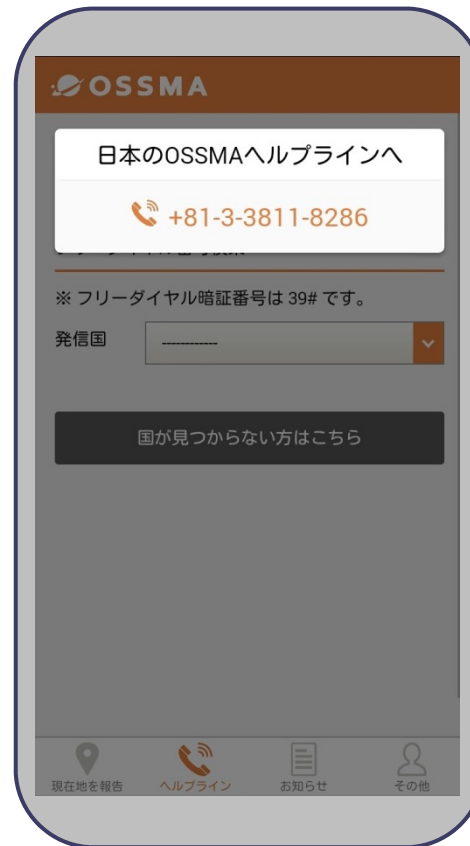 OSSMA
日本のOSSMAヘルプラインへ
+81-3-3811-8286
※ フリーダイヤル暗証番号は 39# です。
発信国
------------
国が見つからない方はこちら
現在地を報告
ヘルプライン
お知らせ
その他